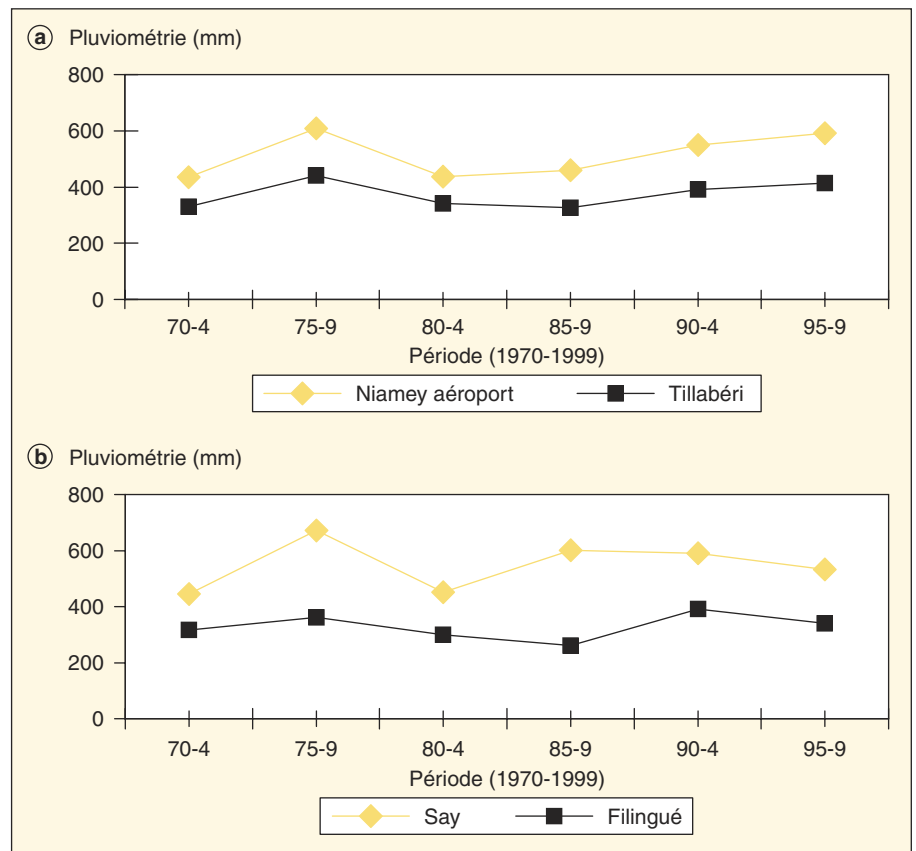 a Pluviométrie (mm)
800
600
400
200
0
70-4 75-9 80-4 85-9 90-4 95-9
Période (1970-1999)
Niamey aéroport Tillabéri
b Pluviométrie (mm)
800
600
400
200
0
70-4 75-9 80-4 85-9 90-4 95-9
Période (1970-1999)
Say Filingué